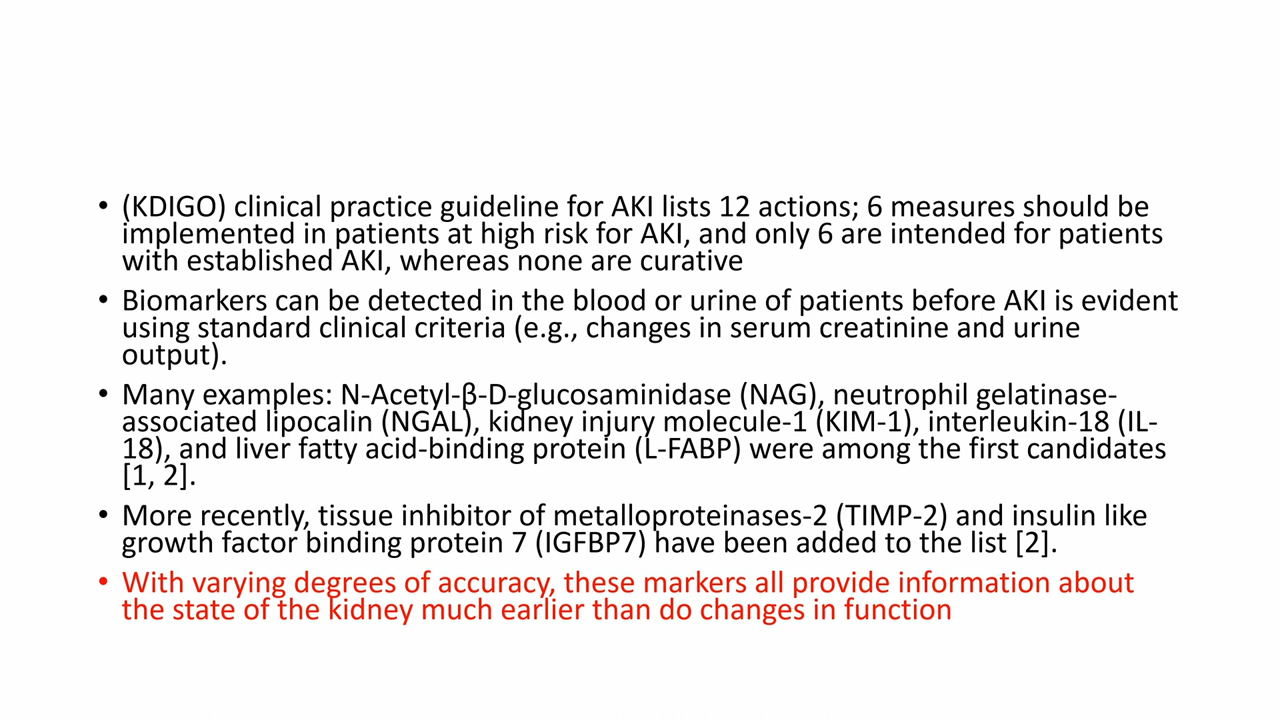 • (KDIGO) clinical practice guideline for AKI lists 12 actions; 6 measures should be
implemented in patients at high risk for AKI, and only 6 are intended for patients
with established AKI, whereas none are curative
• Biomarkers can be detected in the blood or urine of patients before AKI is evident
using standard clinical criteria (e.g., changes in serum creatinine and urine
output).
• Many examples: N-Acetyl-β-D-glucosaminidase (NAG), neutrophil gelatinase-
associated lipocalin (NGAL), kidney injury molecule-1 (KIM-1), interleukin-18 (IL-
18), and liver fatty acid-binding protein (L-FABP) were among the first candidates
[1, 2].
• More recently, tissue inhibitor of metalloproteinases-2 (TIMP-2) and insulin like
growth factor binding protein 7 (IGFBP7) have been added to the list [2].
• With varying degrees of accuracy, these markers all provide information about
the state of the kidney much earlier than do changes in function